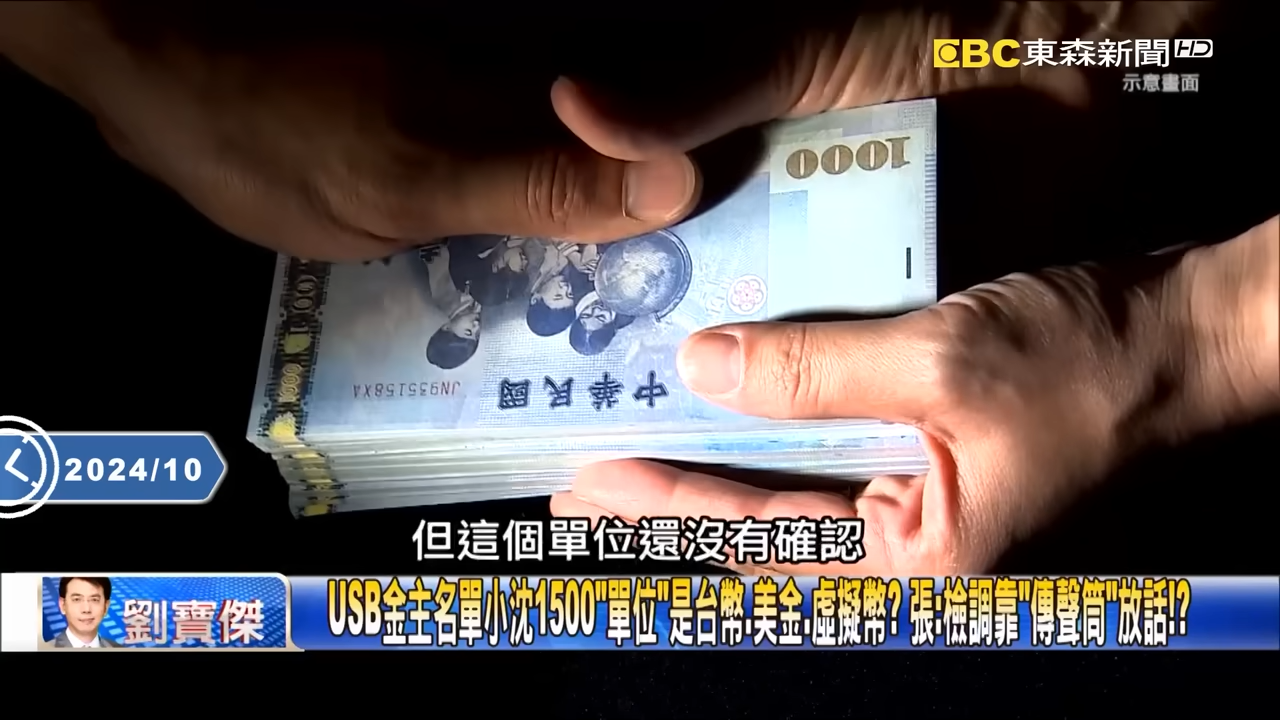 EBC東森新聞HD
示意畫面
1000
中華民國
JN935158XA
1000
2024/10
但這個單位還沒有確認
劉寶傑
USB金主名單小沈1500"單位"是台幣.美金.虛擬幣? 張:檢調靠"傳聲筒"放話!?